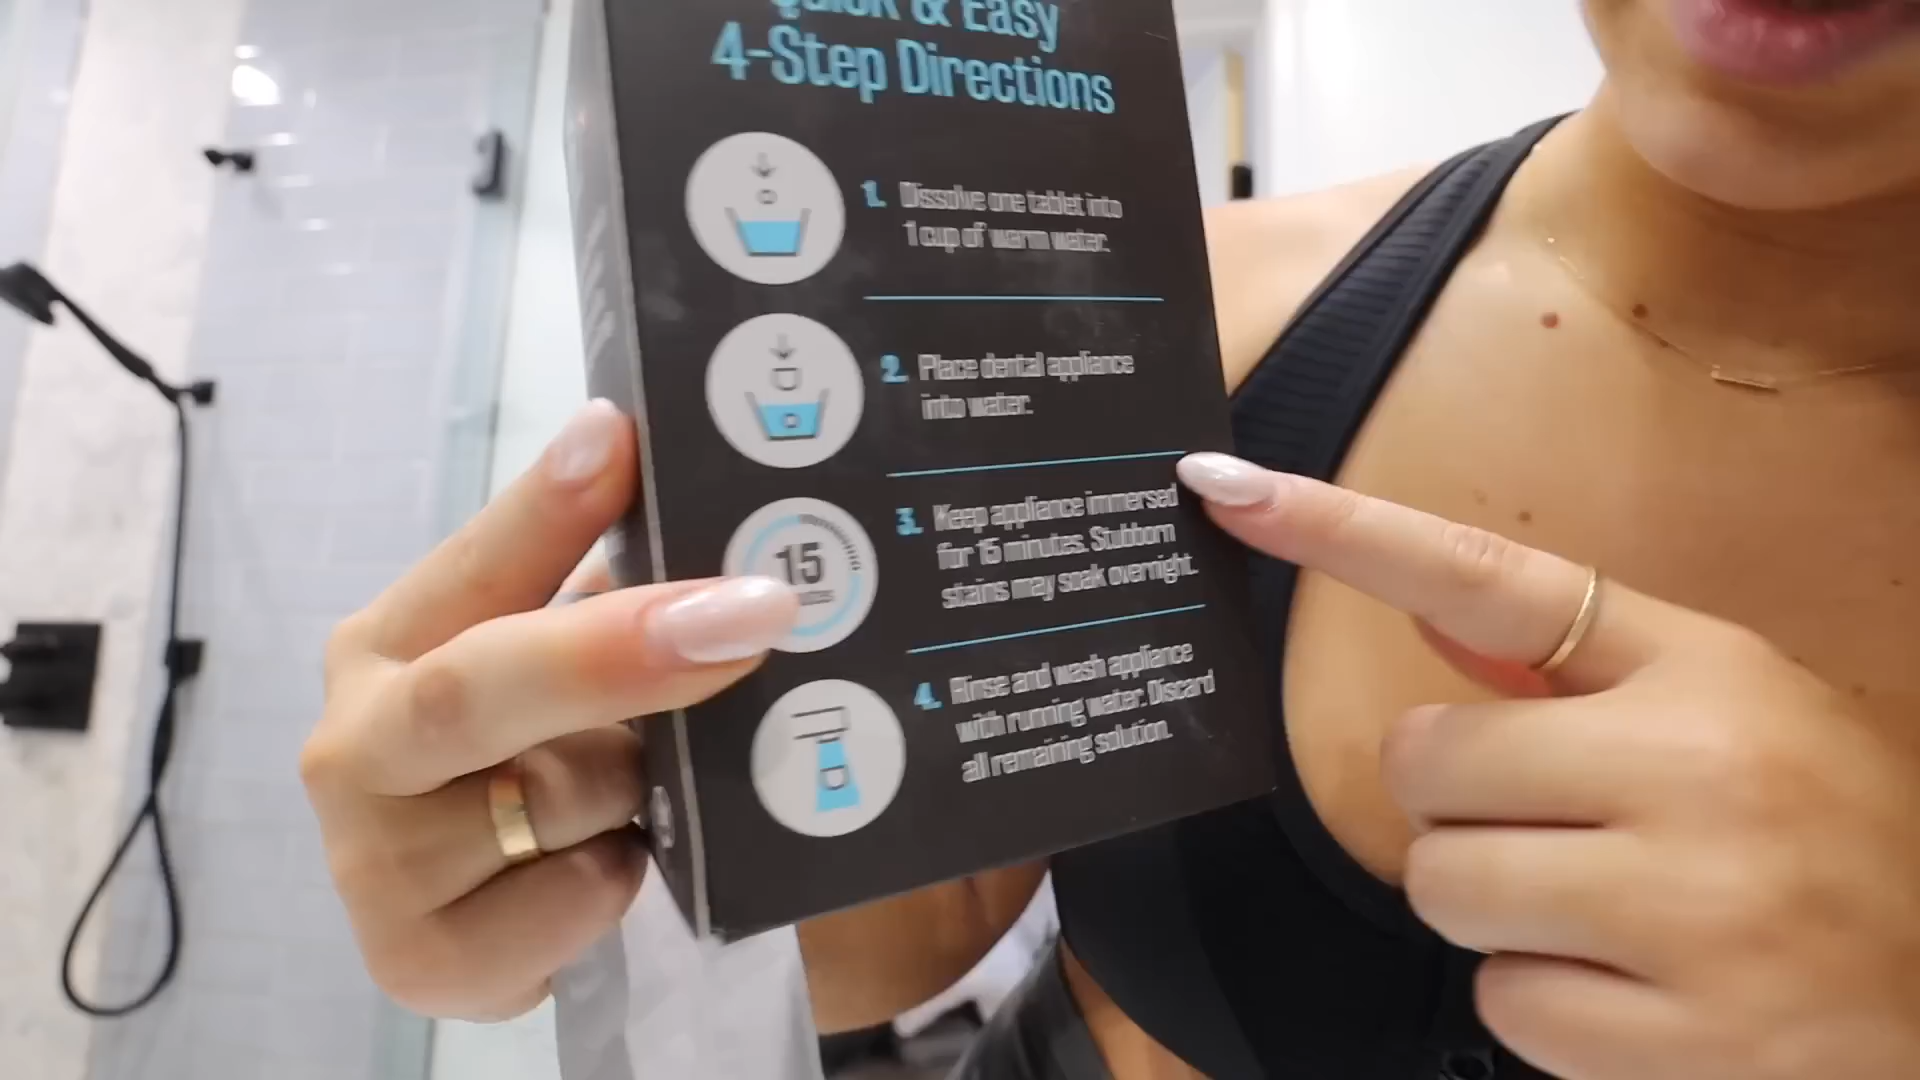 Quick & Easy
4-Step Directions
1. Dissolve one tablet into
1 cup of warm water.
2. Place dental appliance
into water.
15
3. Keep appliance immersed
for 15 minutes. Stubborn
stains may soak overnight.
4. Rinse and wash appliance
with running water. Discard
all remaining solution.